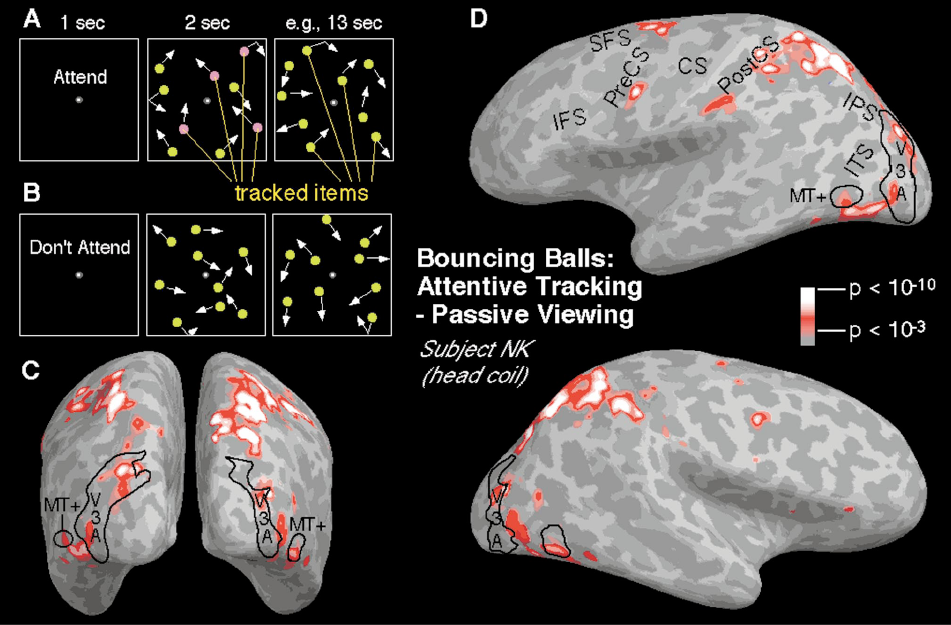 A
1 sec
2 sec
e.g., 13 sec
Attend
tracked items
B
Don't Attend
C
MT+
V
3
A
V
3
A
MT+
D
SFS
PreCS
CS
PostCS
IFS
IPS
ITS
V
3
A
MT+
Bouncing Balls:
Attentive Tracking
- Passive Viewing
Subject NK
(head coil)
p < 10-10
p < 10-3
V
3
A